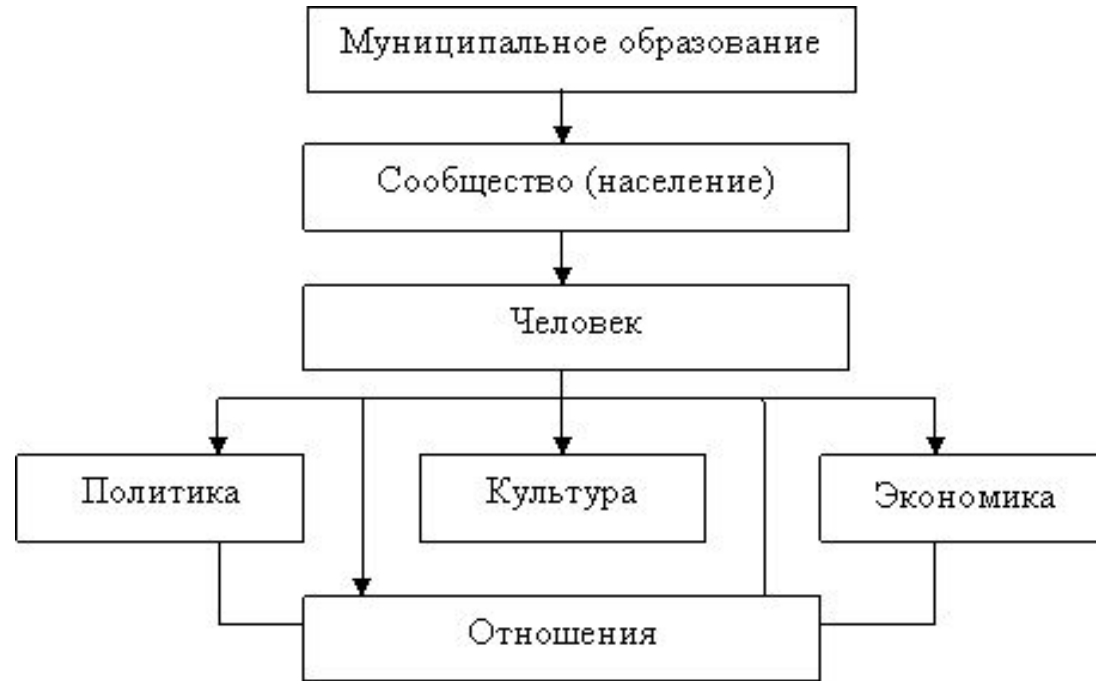 Муниципальное образование
Сообщество (население)
Человек
Политика
Культура
Экономика
Отношения